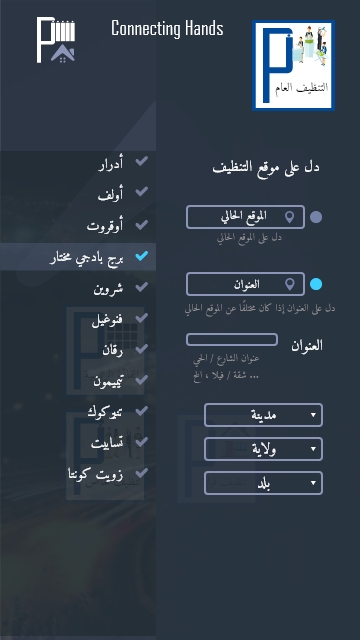 Connecting Hands
التنظيف العام
دل على موقع التنظيف
الموقع الحالي
دل على الموقع الحالي
العنوان
دل على العنوان إذا كان مختلفًا عن الموقع الحالي
العنوان
عنوان الشارع / الحي
شقة / فيلا ، الخ ...
مدينة
ولاية
بلد
أدرار
أولف
أوقروت
برج بادجي مختار
شروين
فنوغيل
رقان
تيميمون
تنركوك
تسابيت
زويت كونتا